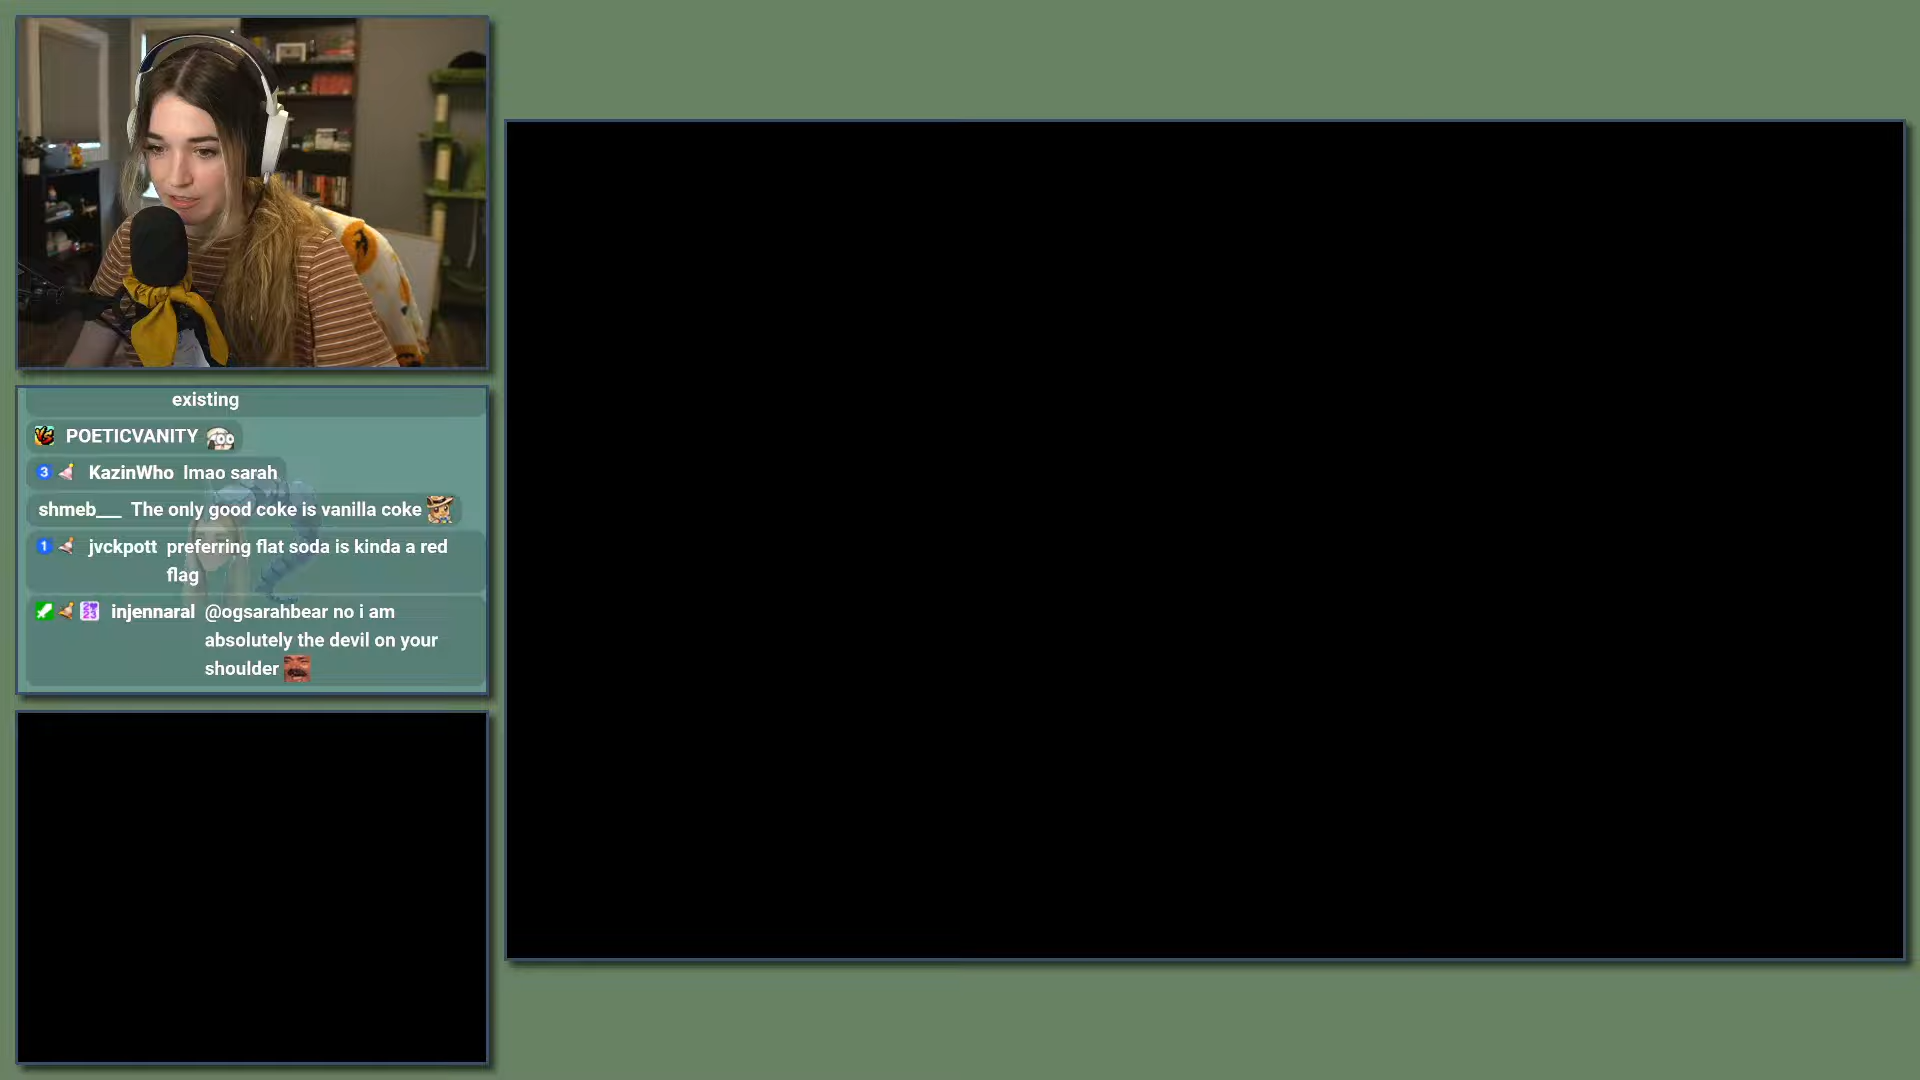 existing
POETICVANITY
3 KazinWho lmao sarah
shmeb___ The only good coke is vanilla coke
1 jvckpott preferring flat soda is kinda a red
flag
injennaral @ogsarahbear no i am
absolutely the devil on your
shoulder